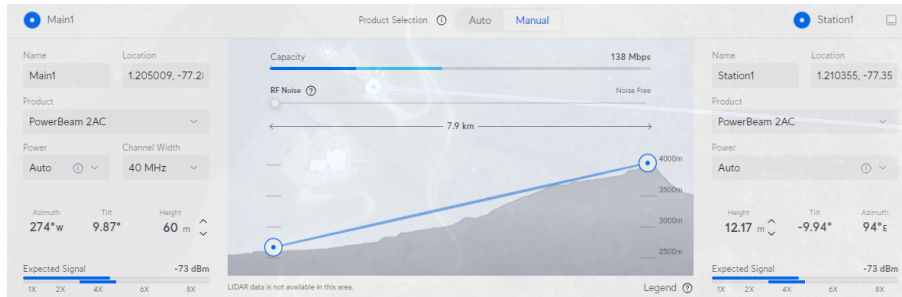 Main1
Product Selection
Auto
Manual
Station1
Name
Location
Main1
1.205009, -77.2
Product
PowerBeam 2AC
Power
Channel Width
Auto
40 MHz
Azimuth
Tilt
Height
274°W
9.87°
60 m
Expected Signal
-73 dBm
1X 2X 4X 6X 8X
Capacity
138 Mbps
RF Noise
Noise Free
7.9 km
4000m
3500m
3000m
2500m
LIDAR data is not available in this area.
Legend
Name
Location
Station1
1.210355, -77.35
Product
PowerBeam 2AC
Power
Auto
Height
Tilt
Azimuth
12.17 m
-9.94°
94°E
Expected Signal
-73 dBm
1X 2X 4X 6X 8X